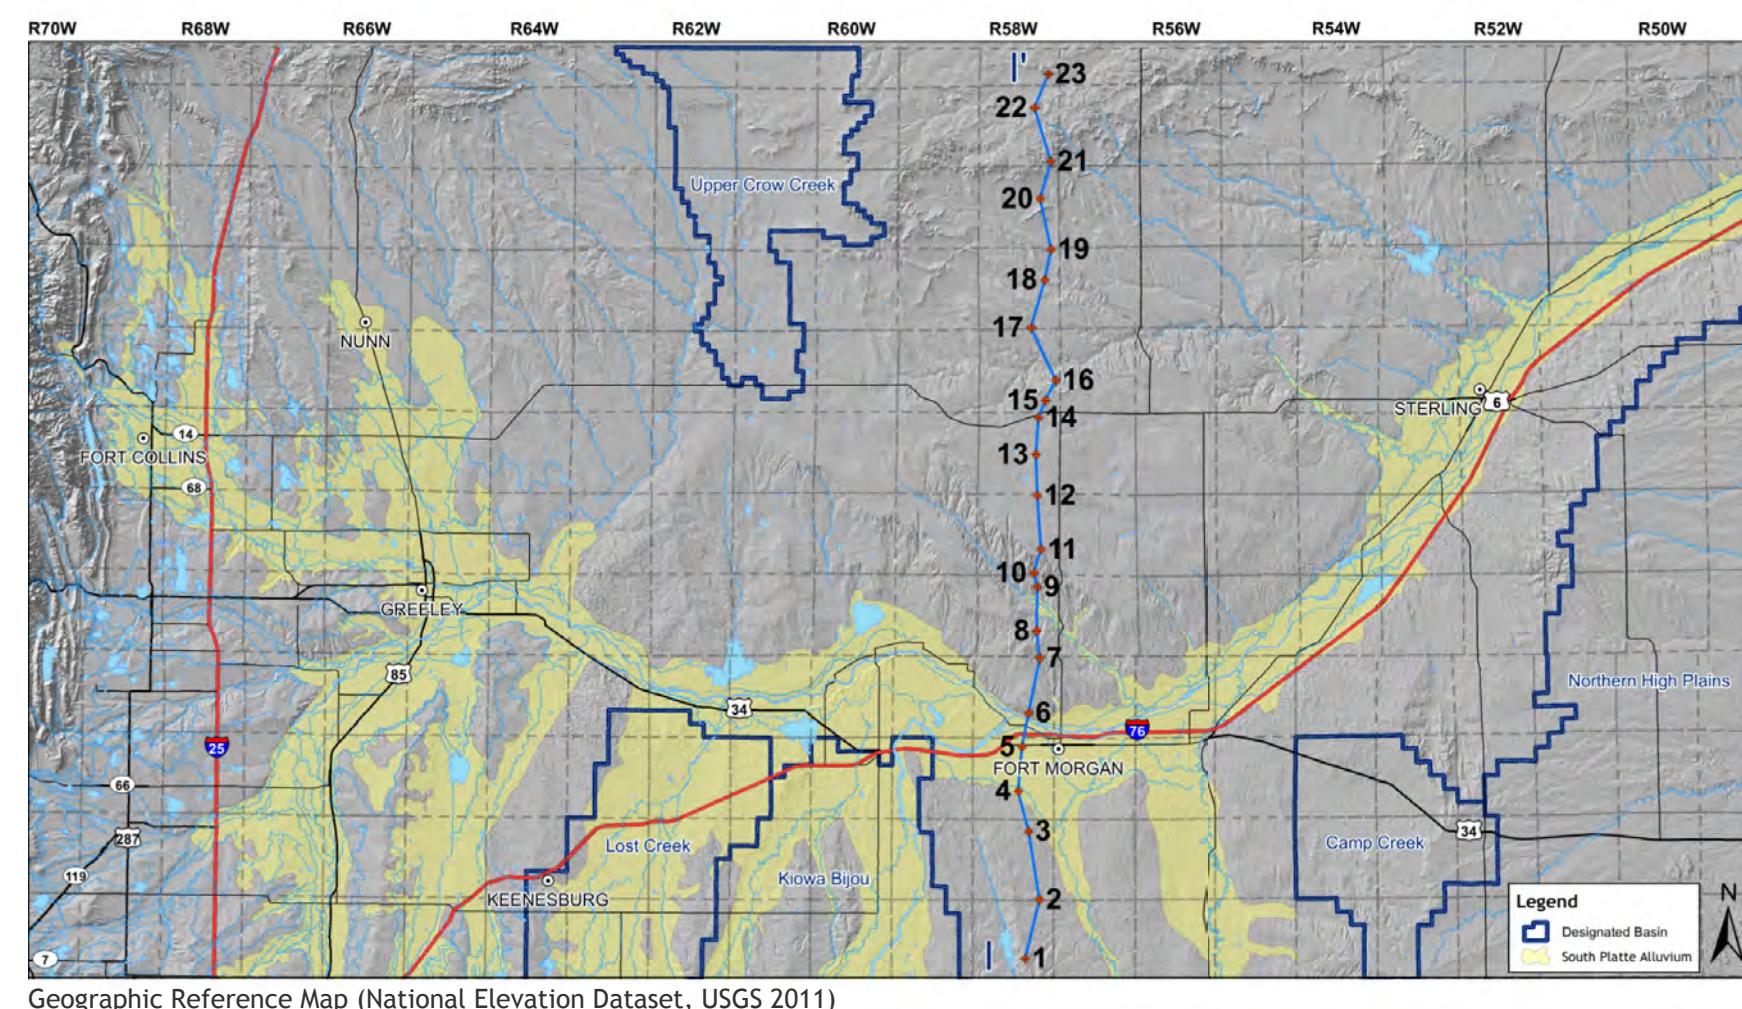 R70W R68W R66W R64W R62W R60W R58W R56W R54W R52W R50W
I'
23
22
21
Upper Crow Creek
20
19
18
17
NUNN
16
15
14
STERLING
6
14
FORT COLLINS
13
68
12
11
10
9
GREELEY
8
7
85
Northern High Plains
34
6
76
25
5
FORT MORGAN
66
4
3
34
287
Lost Creek
Camp Creek
119
Kiowa Bijou
KEENESBURG
2
N
Legend
Designated Basin
South Platte Alluvium
7
I
1
Geographic Reference Map (National Elevation Dataset, USGS 2011)